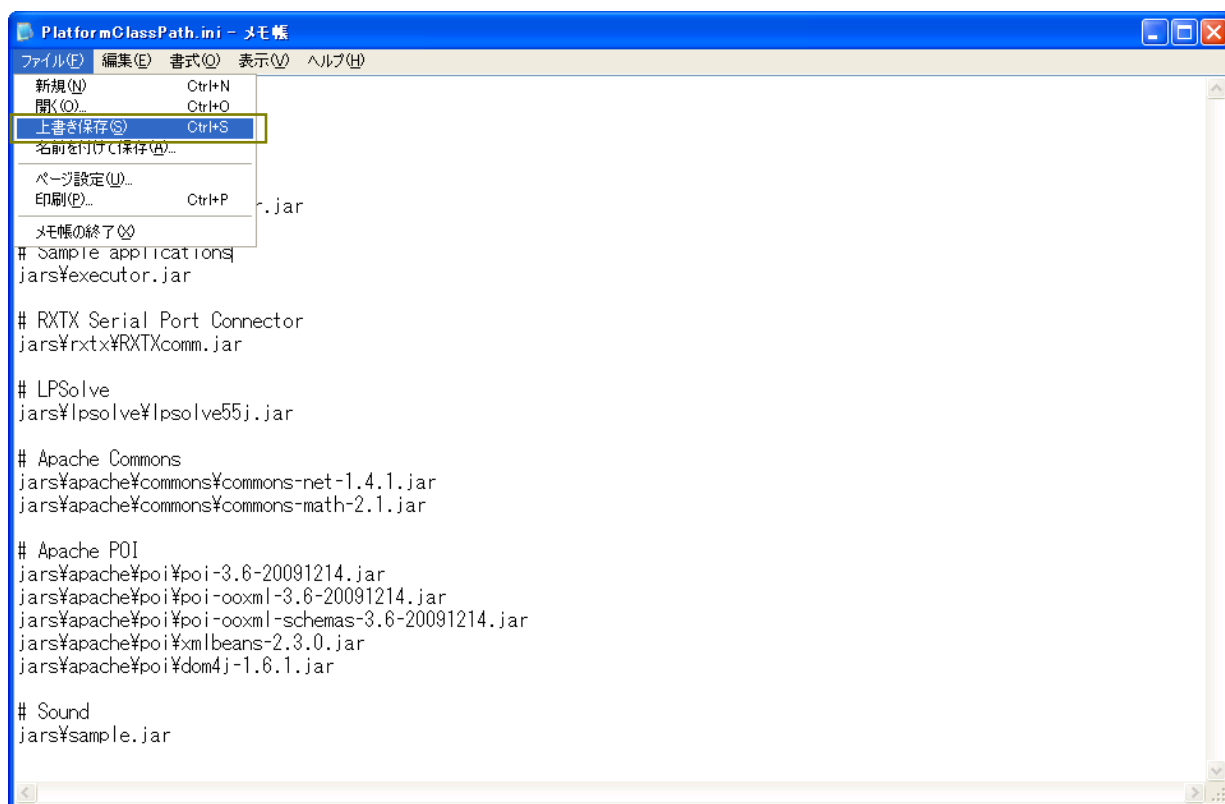 PlatformClassPath.ini - メモ帳
ファイル(F) 編集(E) 書式(O) 表示(V) ヘルプ(H)
新規(N) Ctrl+N
開く(O)... Ctrl+O
上書き保存(S) Ctrl+S
名前を付けて保存(A)...
ページ設定(U)...
印刷(P)... Ctrl+P
r.jar
メモ帳の終了(X)
# Sample applications
jars¥executor.jar
# RXTX Serial Port Connector
jars¥rxtx¥RXTXcomm.jar
# LPSolve
jars¥lpsolve¥lpsolve55j.jar
# Apache Commons
jars¥apache¥commons¥commons-net-1.4.1.jar
jars¥apache¥commons¥commons-math-2.1.jar
# Apache POI
jars¥apache¥poi¥poi-3.6-20091214.jar
jars¥apache¥poi¥poi-ooxml-3.6-20091214.jar
jars¥apache¥poi¥poi-ooxml-schemas-3.6-20091214.jar
jars¥apache¥poi¥xmlbeans-2.3.0.jar
jars¥apache¥poi¥dom4j-1.6.1.jar
# Sound
jars¥sample.jar